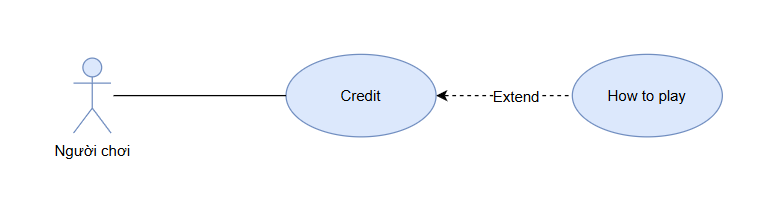 Credit
Extend
How to play
Người chơi